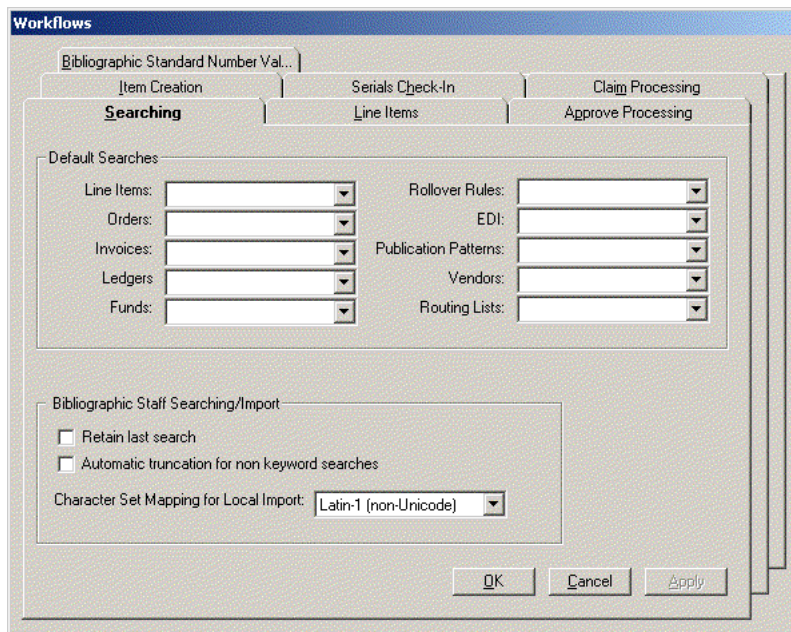 Workflows
Bibliographic Standard Number Val...
Item Creation Serials Check-In Claim Processing
Searching Line Items Approve Processing
Default Searches
Line Items: Rollover Rules:
Orders: EDI:
Invoices: Publication Patterns:
Ledgers Vendors:
Funds: Routing Lists:
Bibliographic Staff Searching/Import
Retain last search
Automatic truncation for non keyword searches
Character Set Mapping for Local Import: Latin-1 (non-Unicode)
OK Cancel Apply